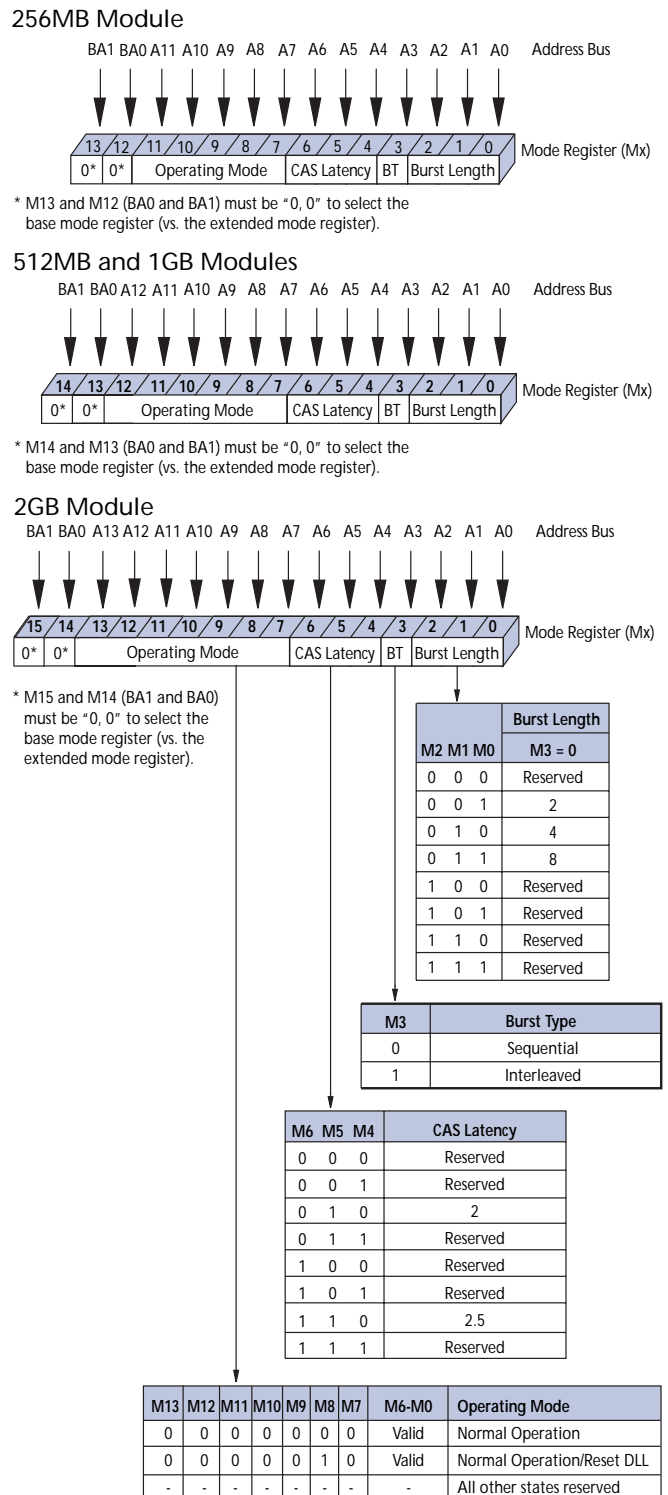 256MB Module
BA1 BA0 A11 A10 A9 A8 A7 A6 A5 A4 A3 A2 A1 A0 Address Bus
13 12 11 10 9 8 7 6 5 4 3 2 1 0 Mode Register (Mx)
0* 0* Operating Mode CAS Latency BT Burst Length
* M13 and M12 (BA0 and BA1) must be “0, 0” to select the
base mode register (vs. the extended mode register).
512MB and 1GB Modules
BA1 BA0 A12 A11 A10 A9 A8 A7 A6 A5 A4 A3 A2 A1 A0 Address Bus
14 13 12 11 10 9 8 7 6 5 4 3 2 1 0 Mode Register (Mx)
0* 0* Operating Mode CAS Latency BT Burst Length
* M14 and M13 (BA0 and BA1) must be “0, 0” to select the
base mode register (vs. the extended mode register).
2GB Module
BA1 BA0 A13 A12 A11 A10 A9 A8 A7 A6 A5 A4 A3 A2 A1 A0 Address Bus
15 14 13 12 11 10 9 8 7 6 5 4 3 2 1 0 Mode Register (Mx)
0* 0* Operating Mode CAS Latency BT Burst Length
* M15 and M14 (BA1 and BA0)
must be “0, 0” to select the
base mode register (vs. the
extended mode register).
Burst Length
M2 M1 M0 M3 = 0
0 0 0 Reserved
0 0 1 2
0 1 0 4
0 1 1 8
1 0 0 Reserved
1 0 1 Reserved
1 1 0 Reserved
1 1 1 Reserved
M3 Burst Type
0 Sequential
1 Interleaved
M6 M5 M4 CAS Latency
0 0 0 Reserved
0 0 1 Reserved
0 1 0 2
0 1 1 Reserved
1 0 0 Reserved
1 0 1 Reserved
1 1 0 2.5
1 1 1 Reserved
M13 M12 M11 M10 M9 M8 M7 M6-M0 Operating Mode
0 0 0 0 0 0 0 Valid Normal Operation
0 0 0 0 0 1 0 Valid Normal Operation/Reset DLL
- - - - - - - - All other states reserved